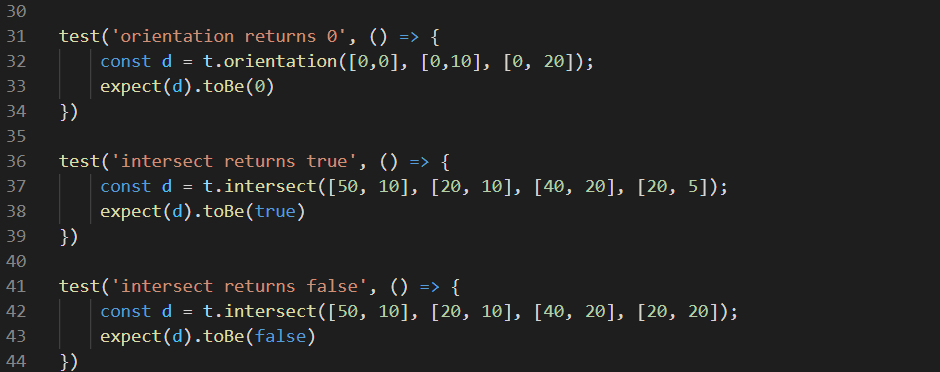 30
31 test('orientation returns 0', () => {
32     const d = t.orientation([0,0], [0,10], [0, 20]);
33     expect(d).toBe(0)
34 })
35
36 test('intersect returns true', () => {
37     const d = t.intersect([50, 10], [20, 10], [40, 20], [20, 5]);
38     expect(d).toBe(true)
39 })
40
41 test('intersect returns false', () => {
42     const d = t.intersect([50, 10], [20, 10], [40, 20], [20, 20]);
43     expect(d).toBe(false)
44 })